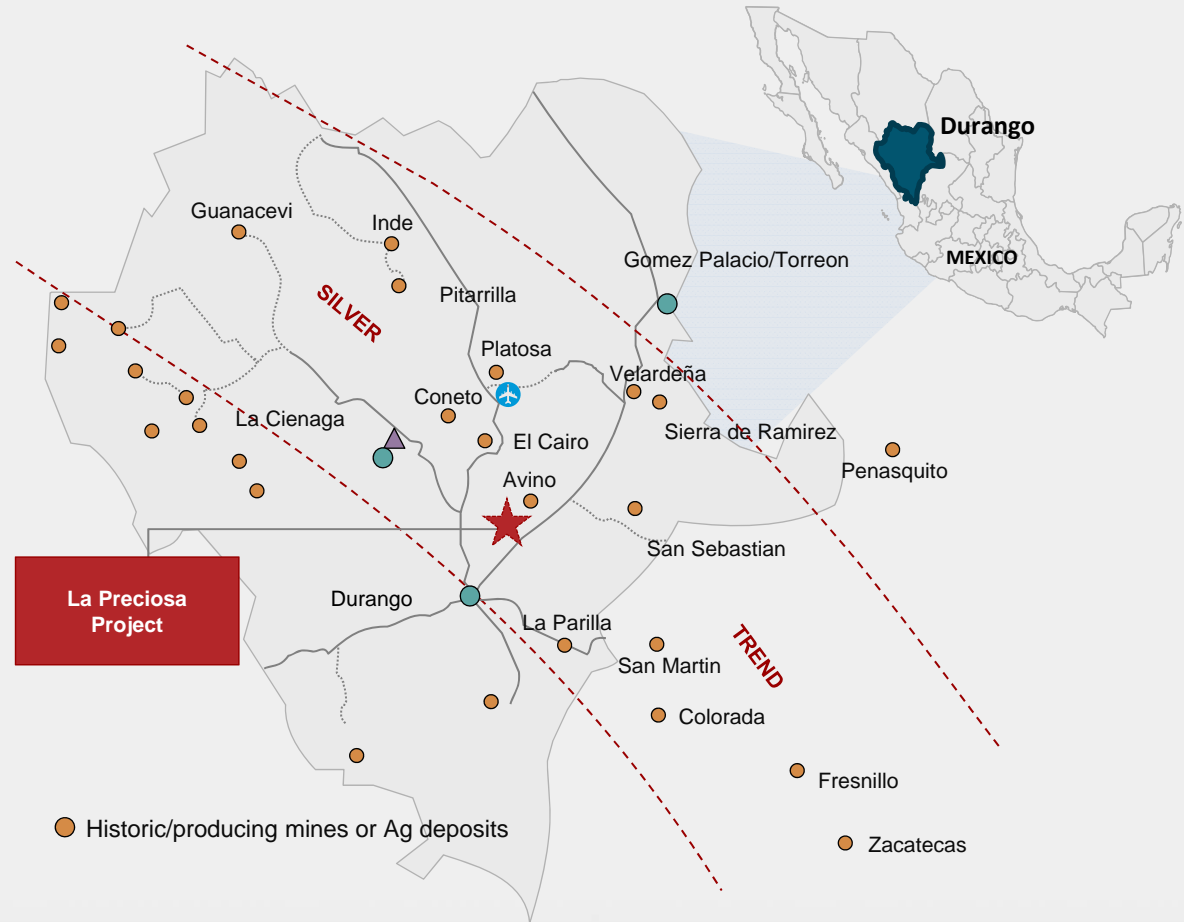 Durango
Guanacevi
Inde
Gomez Palacio/Torreon
MEXICO
Pitarrilla
SILVER
Platosa
Velardeña
Coneto
La Cienaga
El Cairo
Sierra de Ramirez
Penasquito
Avino
San Sebastian
La Preciosa
Project
Durango
La Parilla
San Martin
TREND
Colorada
Fresnillo
Historic/producing mines or Ag deposits
Zacatecas